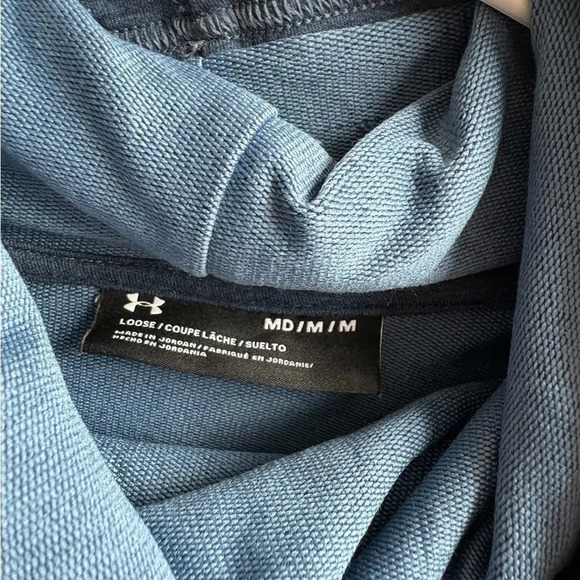 MD/M/M
LOOSE/COUPE LÂCHE/SUELTO
MADE IN JORDAN/FABRIQUÉ EN JORDANIE/
HECHO EN JORDANIA